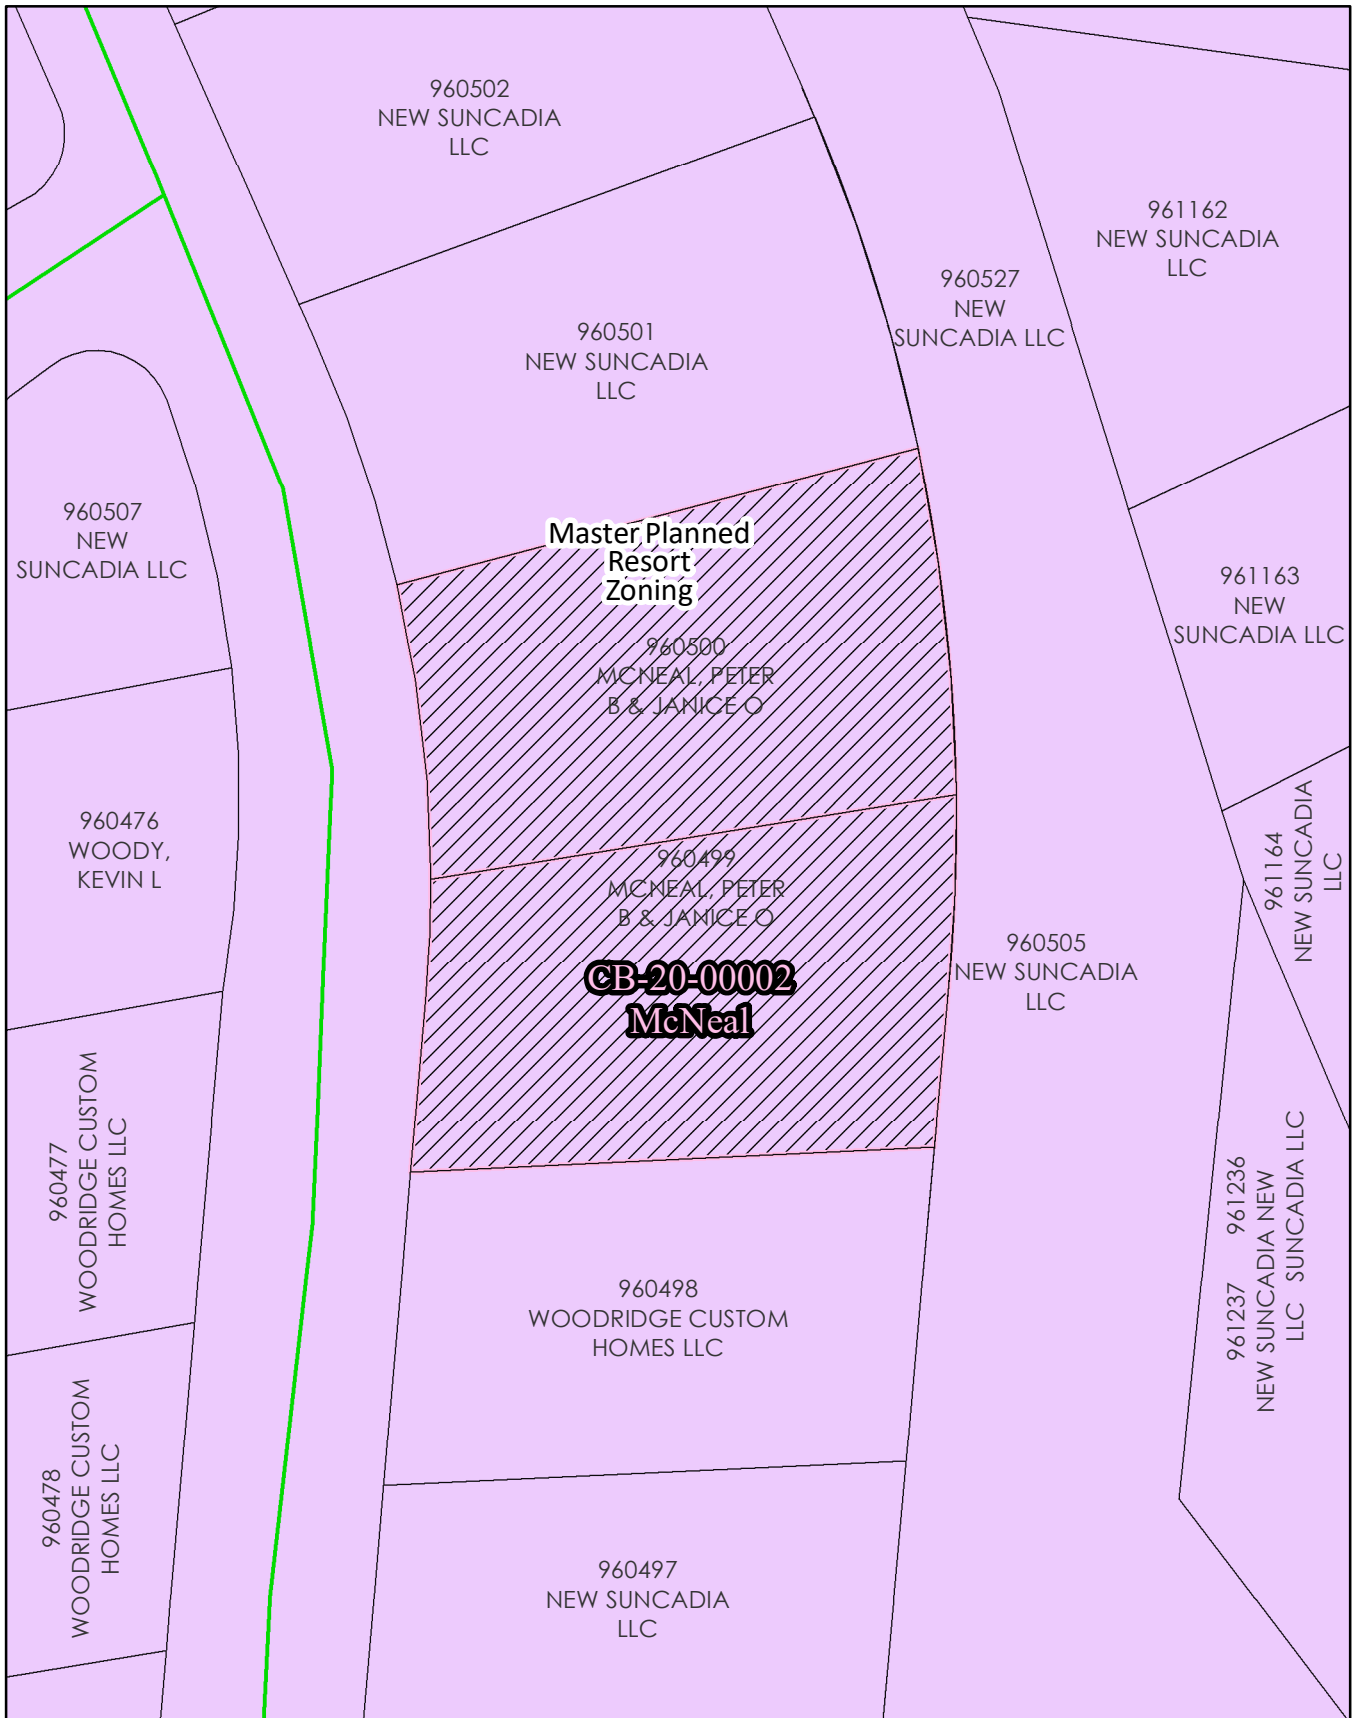 960502
NEW SUNCADIA
LLC
961162
NEW SUNCADIA
LLC
960527
NEW
SUNCADIA LLC
960501
NEW SUNCADIA
LLC
960507
NEW
SUNCADIA LLC
Master Planned
Resort
Zoning
961163
NEW
SUNCADIA LLC
960500
MCNEAL, PETER
B & JANICE O
960476
WOODY,
KEVIN L
961164
NEW SUNCADIA
LLC
960499
MCNEAL, PETER
B & JANICE O
960505
NEW SUNCADIA
LLC
CB-20-00002
McNeal
960477
WOODRIDGE CUSTOM
HOMES LLC
961237 961236
NEW SUNCADIA NEW
LLC SUNCADIA LLC
960498
WOODRIDGE CUSTOM
HOMES LLC
960478
WOODRIDGE CUSTOM
HOMES LLC
960497
NEW SUNCADIA
LLC